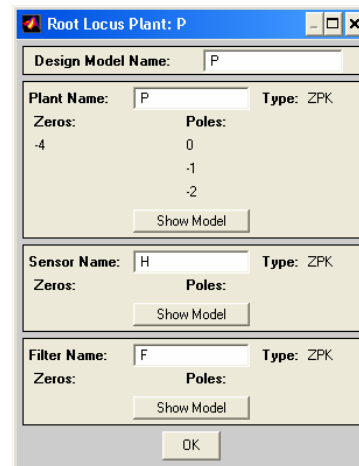 Root Locus Plant: P
Design Model Name: P
Plant Name: P Type: ZPK
Zeros: Poles:
-4 0
-1
-2
Show Model
Sensor Name: H Type: ZPK
Zeros: Poles:
Show Model
Filter Name: F Type: ZPK
Zeros: Poles:
Show Model
OK